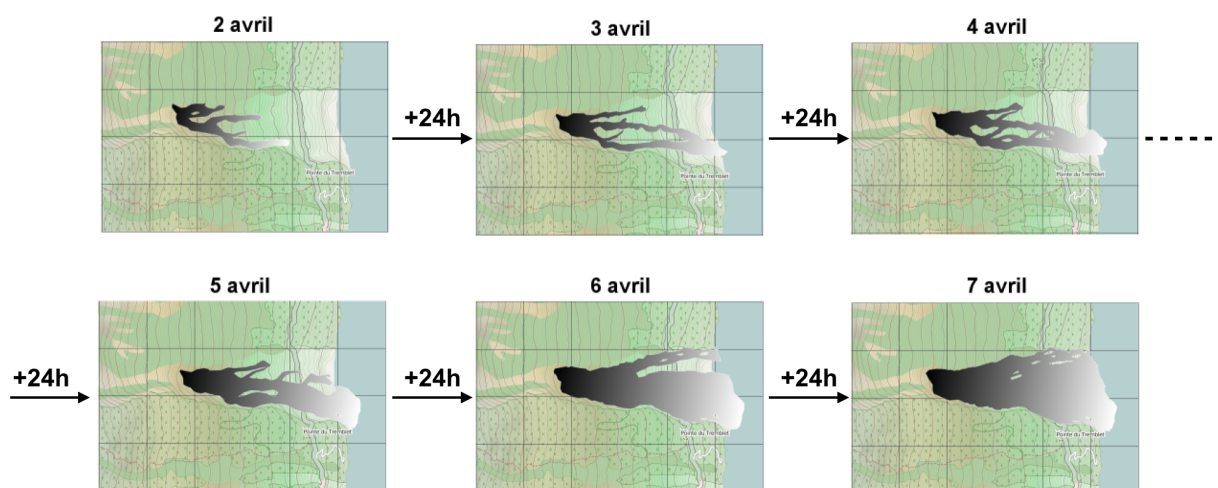 2 avril
3 avril
4 avril
+24h
+24h
Pointe du Tremblet
Pointe du Tremblet
Pointe du Tremblet
5 avril
6 avril
7 avril
+24h
+24h
+24h
Pointe du Tremblet
Pointe du Tremblet
Pointe du Tremblet